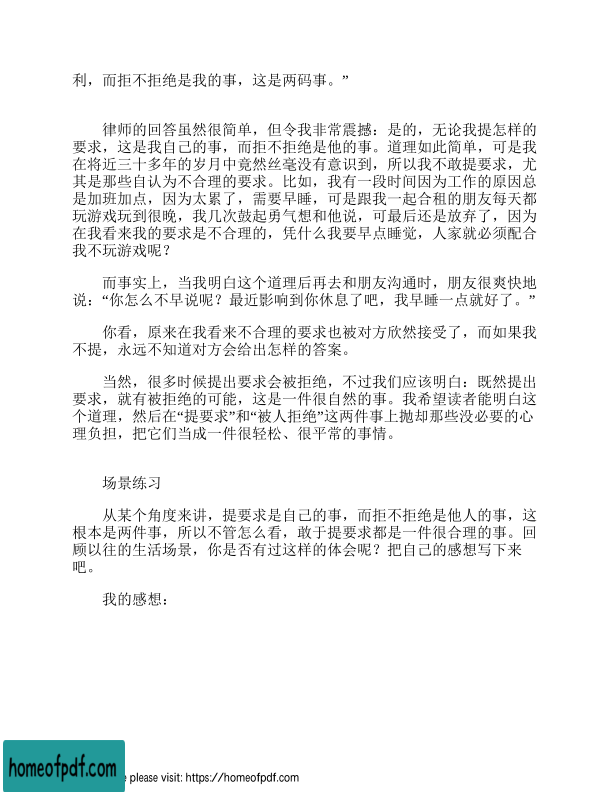 利，而拒不拒绝是我的事，这是两码事。”
律师的回答虽然很简单，但令我非常震撼：是的，无论我提怎样的
要求，这是我自己的事，而拒不拒绝是他的事。道理如此简单，可是我
在将近三十多年的岁月中竟然丝毫没有意识到，所以我不敢提要求，尤
其是那些自认为不合理的要求。比如，我有一段时间因为工作的原因总
是加班加点，因为太累了，需要早睡，可是跟我一起合租的朋友每天都
玩游戏玩到很晚，我几次鼓起勇气想和他说，可最后还是放弃了，因为
在我看来我的要求是不合理的，凭什么我要早点睡觉，人家就必须配合
我不玩游戏呢？
而事实上，当我明白这个道理后再去和朋友沟通时，朋友很爽快地
说：“你怎么不早说呢？最近影响到你休息了吧，我早睡一点就好了。”
你看，原来在我看来不合理的要求也被对方欣然接受了，而如果我
不提，永远不知道对方会给出怎样的答案。
当然，很多时候提出要求会被拒绝，不过我们应该明白：既然提出
要求，就有被拒绝的可能，这是一件很自然的事。我希望读者能明白这
个道理，然后在“提要求”和“被人拒绝”这两件事上抛却那些没必要的心
理负担，把它们当成一件很轻松、很平常的事情。
场景练习
从某个角度来讲，提要求是自己的事，而拒不拒绝是他人的事，这
根本是两件事，所以不管怎么看，敢于提要求都是一件很合理的事。回
顾以往的生活场景，你是否有过这样的体会呢？把自己的感想写下来
吧。
我的感想：
homeofpdf.com
e please visit: https://homeofpdf.com